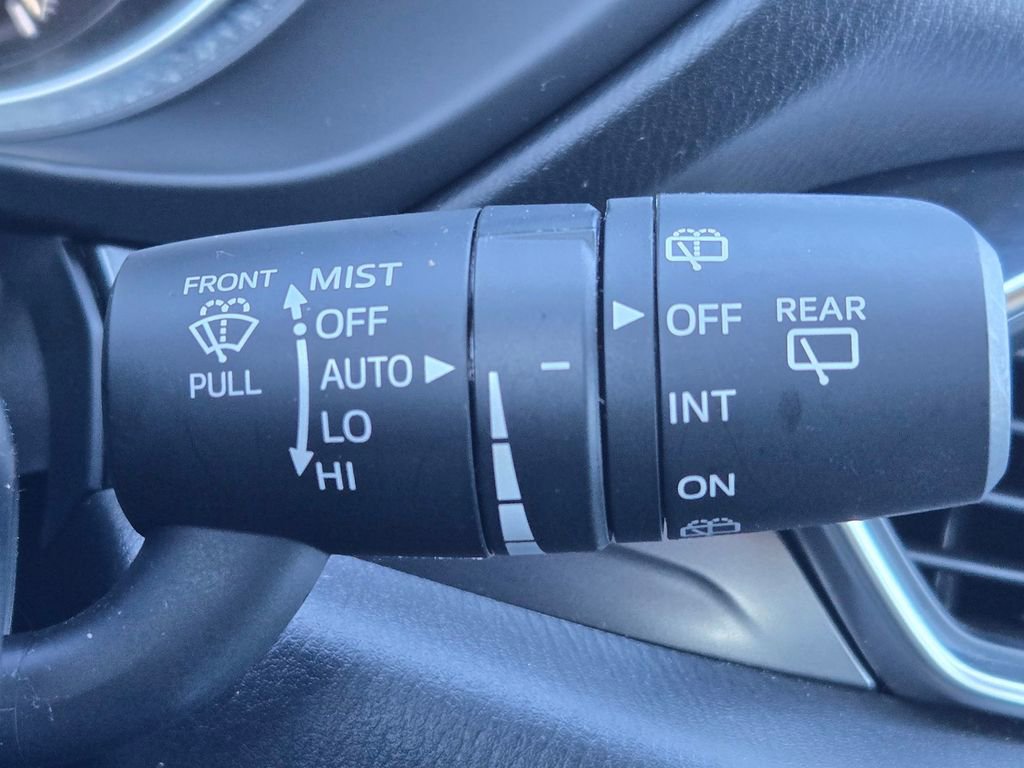 FRONT
PULL
MIST
OFF
AUTO
LO
HI
OFF
INT
ON
REAR